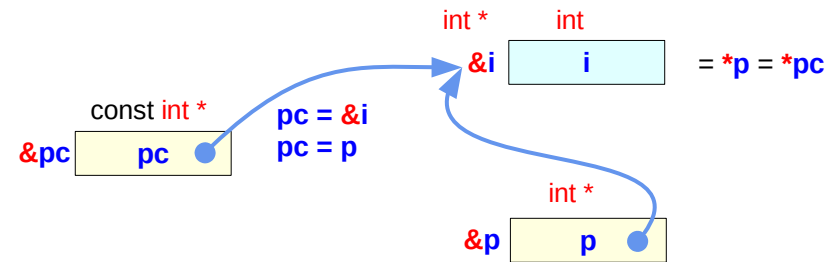 int * int
&i i = *p = *pc
const int *
pc = &i
&pc pc pc = p
int *
&p p